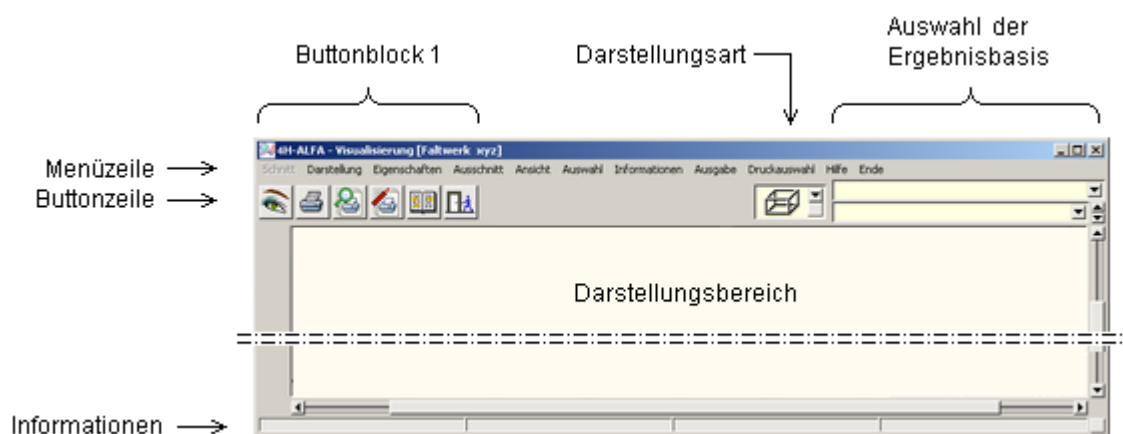 Auswahl der
Ergebnisbasis
Buttonblock 1
Darstellungsart
4H-ALFA - Visualisierung [Faltwerk xyz]
Menüzeile
Schnitt Darstellung Eigenschaften Ausschnitt Ansicht Auswahl Informationen Ausgabe Druckauswahl Hilfe Ende
Buttonzeile
Darstellungsbereich
Informationen